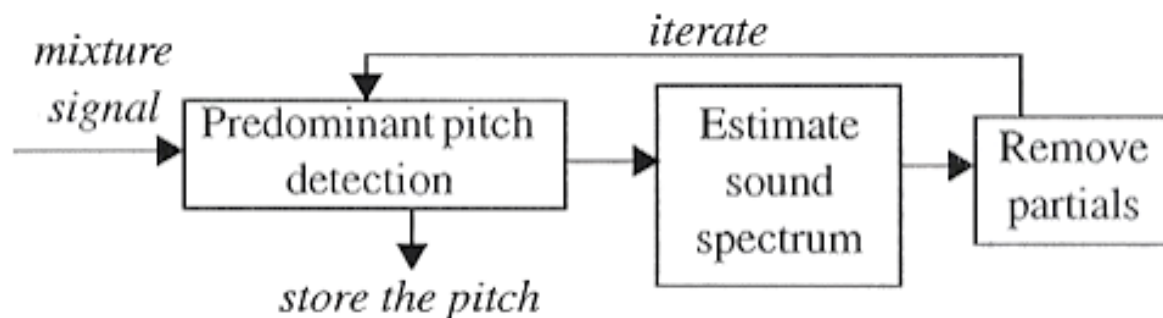 iterate
mixture
signal
Predominant pitch
detection
Estimate
sound
spectrum
Remove
partials
store the pitch